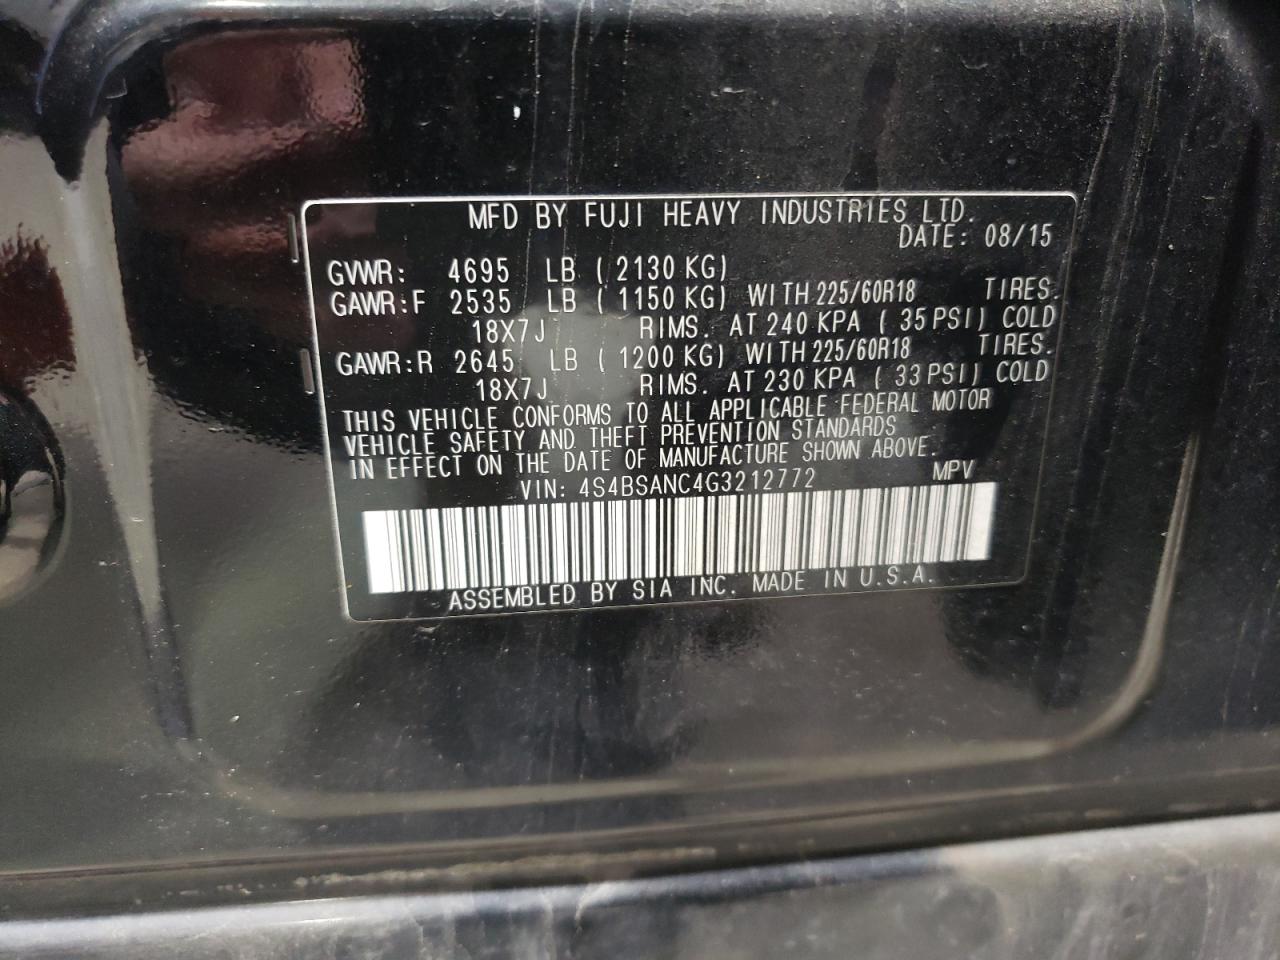 MFD BY FUJI HEAVY INDUSTRIES LTD.
DATE: 08/15
GVWR: 4695 LB ( 2130 KG)
GAWR:F 2535 LB ( 1150 KG) WITH 225/60R18 TIRES.
18X7J RIMS. AT 240 KPA ( 35 PSI) COLD
GAWR:R 2645 LB ( 1200 KG) WITH 225/60R18 TIRES.
18X7J RIMS. AT 230 KPA ( 33 PSI) COLD
THIS VEHICLE CONFORMS TO ALL APPLICABLE FEDERAL MOTOR
VEHICLE SAFETY AND THEFT PREVENTION STANDARDS
IN EFFECT ON THE DATE OF MANUFACTURE SHOWN ABOVE.
VIN: 4S4BSANC4G3212772 MPV
ASSEMBLED BY SIA INC. MADE IN U.S.A.